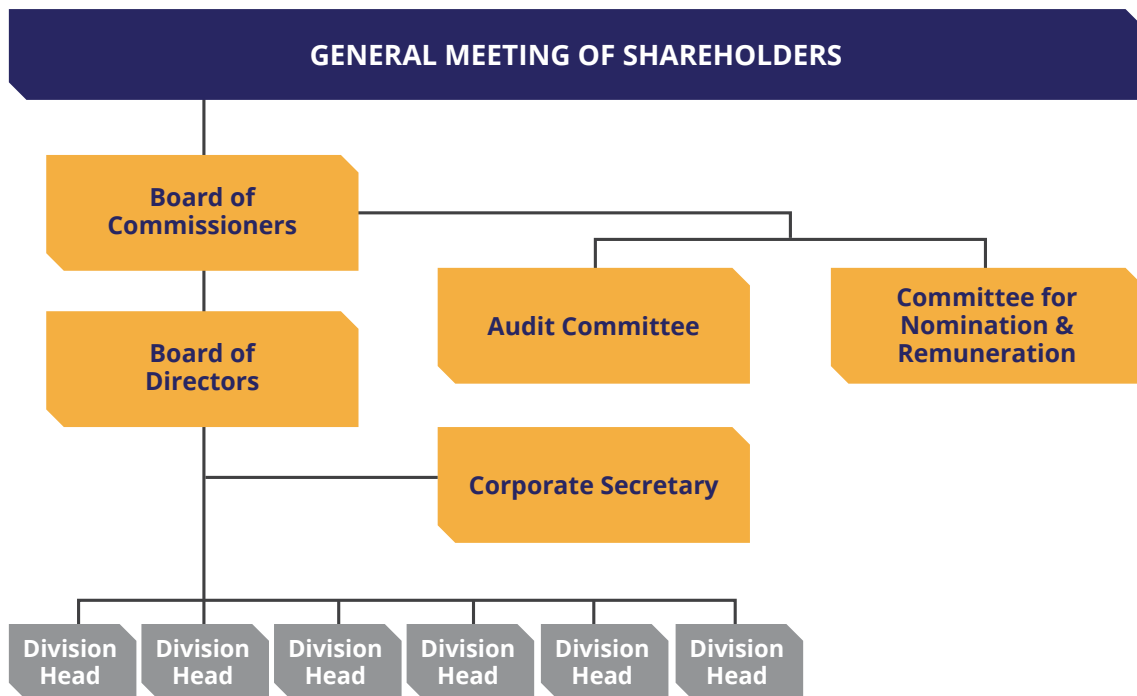 GENERAL MEETING OF SHAREHOLDERS
Board of
Commissioners
Audit Committee
Committee for
Nomination &
Remuneration
Board of
Directors
Corporate Secretary
Division
Head
Division
Head
Division
Head
Division
Head
Division
Head
Division
Head